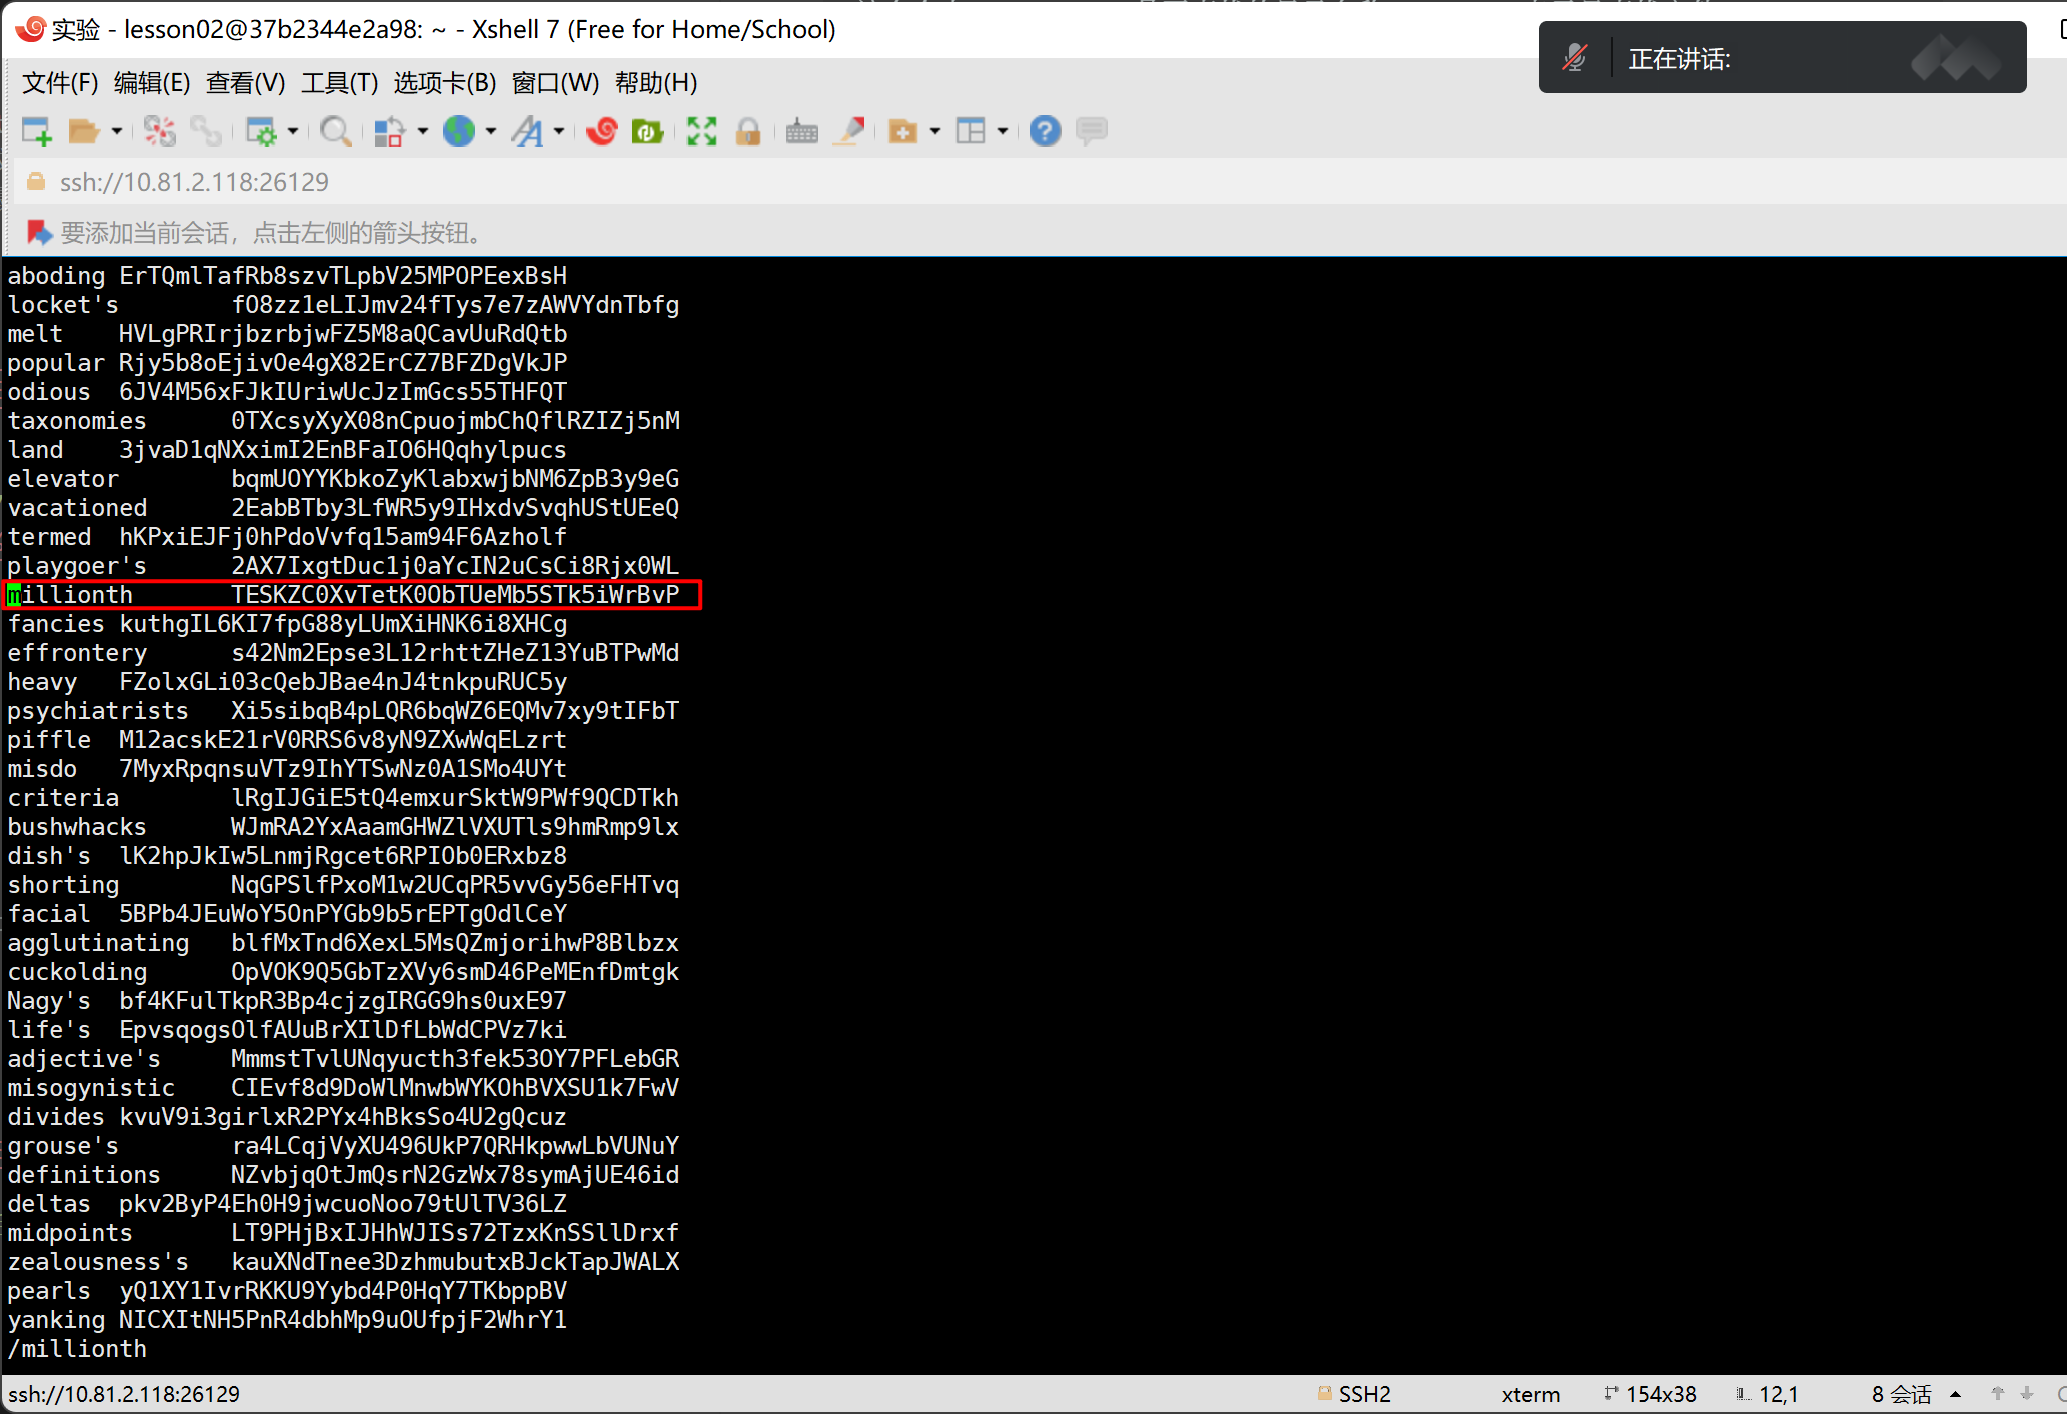 实验 - lesson02@37b2344e2a98: ~ - Xshell 7 (Free for Home/School)
正在讲话:
文件(F) 编辑(E) 查看(V) 工具(T) 选项卡(B) 窗口(W) 帮助(H)
ssh://10.81.2.118:26129
要添加当前会话，点击左侧的箭头按钮。
aboding ErTQmlTafRb8szvTLpbV25MPOPEexBsH
locket's fO8zz1eLIJmv24fTys7e7zAWVYdnTbfg
melt HVLgPRIrjbzrbjwFZ5M8aQCavUuRdQtb
popular Rjy5b8oEjivOe4gX82ErCZ7BFZDgVkJP
odious 6JV4M56xFJkIUriwUcJzImGcs55THFQT
taxonomies 0TXcsyXyX08nCpuojmbChQflRZIZj5nM
land 3jvaD1qNXximI2EnBFaIO6HQqhylpucs
elevator bqmUOYYKbkoZyKlabxwjbNM6ZpB3y9eG
vacationed 2EabBTby3LfWR5y9IHxdvSvqhUStUEeQ
termed hKPxiEJFj0hPdoVvfq15am94F6Azholf
playgoer's 2AX7IxgtDuc1j0aYcIN2uCsCi8Rjx0WL
millionth TESKZC0XvTetK0ObTUeMb5STk5iWrBvP
fancies kuthgIL6KI7fpG88yLUmXiHNK6i8XHCg
effrontery s42Nm2Epse3L12rhttZHeZ13YuBTPwMd
heavy FZolxGLi03cQebJBae4nJ4tnkpuRUC5y
psychiatrists Xi5sibqB4pLQR6bqWZ6EQMv7xy9tIFbT
piffle M12acskE21rV0RRS6v8yN9ZXwWqELzrt
misdo 7MyxRpqnsuVTz9IhYTSwNz0A1SMo4UYt
criteria lRgIJGiE5tQ4emxurSktW9PWf9QCDTkh
bushwhacks WJmRA2YxAaamGHWZlVXUTls9hmRmp9lx
dish's lK2hpJkIw5LnmjRgcet6RPIOb0ERxbz8
shorting NqGPSlfPxoM1w2UCqPR5vvGy56eFHTvq
facial 5BPb4JEuWoY5OnPYGb9b5rEPTgOdlCeY
agglutinating blfMxTnd6XexL5MsQZmjorihwP8Blbzx
cuckolding OpVOK9Q5GbTzXVy6smD46PeMEnfDmtgk
Nagy's bf4KFulTkpR3Bp4cjzgIRGG9hs0uxE97
life's EpvsqogsOlfAUuBrXIlDfLbWdCPVz7ki
adjective's MmmstTvlUNqyucth3fek53OY7PFLebGR
misogynistic CIEvf8d9DoWlMnwbWYKOhBVXSU1k7FwV
divides kvuV9i3girlxR2PYx4hBksSo4U2gQcuz
grouse's ra4LCqjVyXU496UkP7QRHkpwwLbVUNuY
definitions NZvbjqOtJmQsrN2GzWx78symAjUE46id
deltas pkv2ByP4Eh0H9jwcuoNoo79tUlTV36LZ
midpoints LT9PHjBxIJHhWJISs72TzxKnSSllDrxf
zealousness's kauXNdTnee3DzhmubutxBJckTapJWALX
pearls yQ1XY1IvrRKKU9Yybd4P0HqY7TKbppBV
yanking NICXItNH5PnR4dbhMp9uOUfpjF2WhrY1
/millionth
ssh://10.81.2.118:26129 SSH2 xterm 154x38 12,1 8 会话